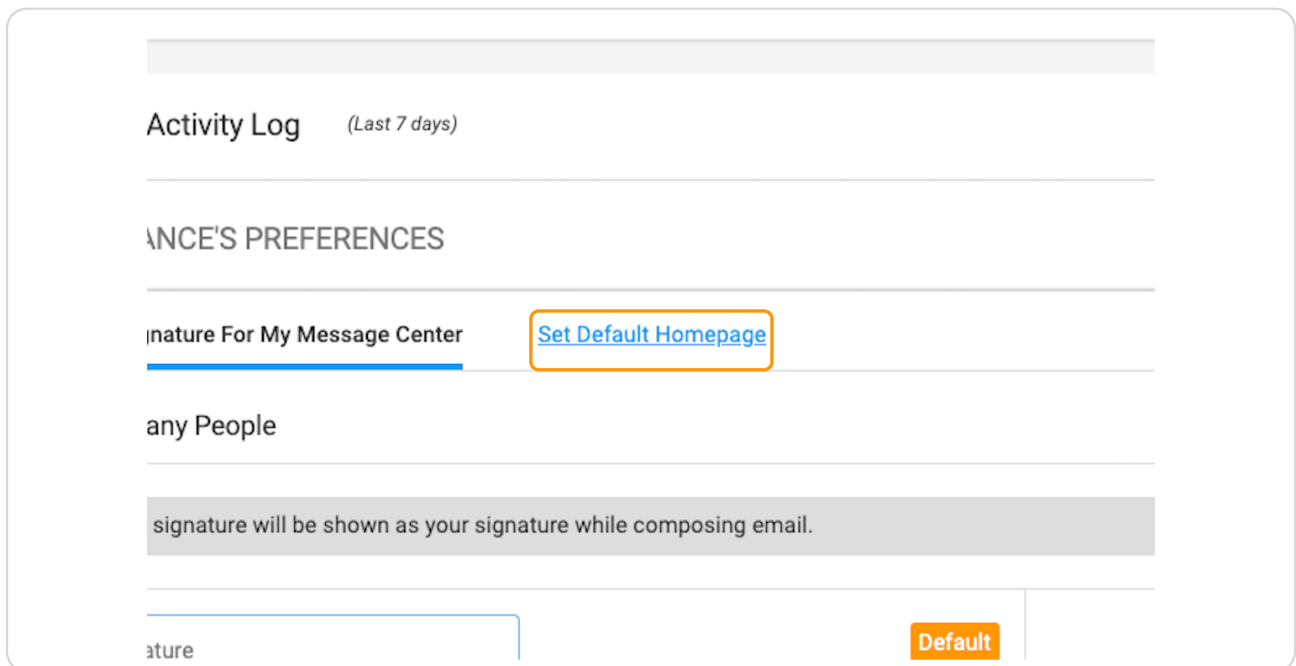 Activity Log (Last 7 days)
ANCE'S PREFERENCES
nature For My Message Center Set Default Homepage
any People
signature will be shown as your signature while composing email.
ature Default